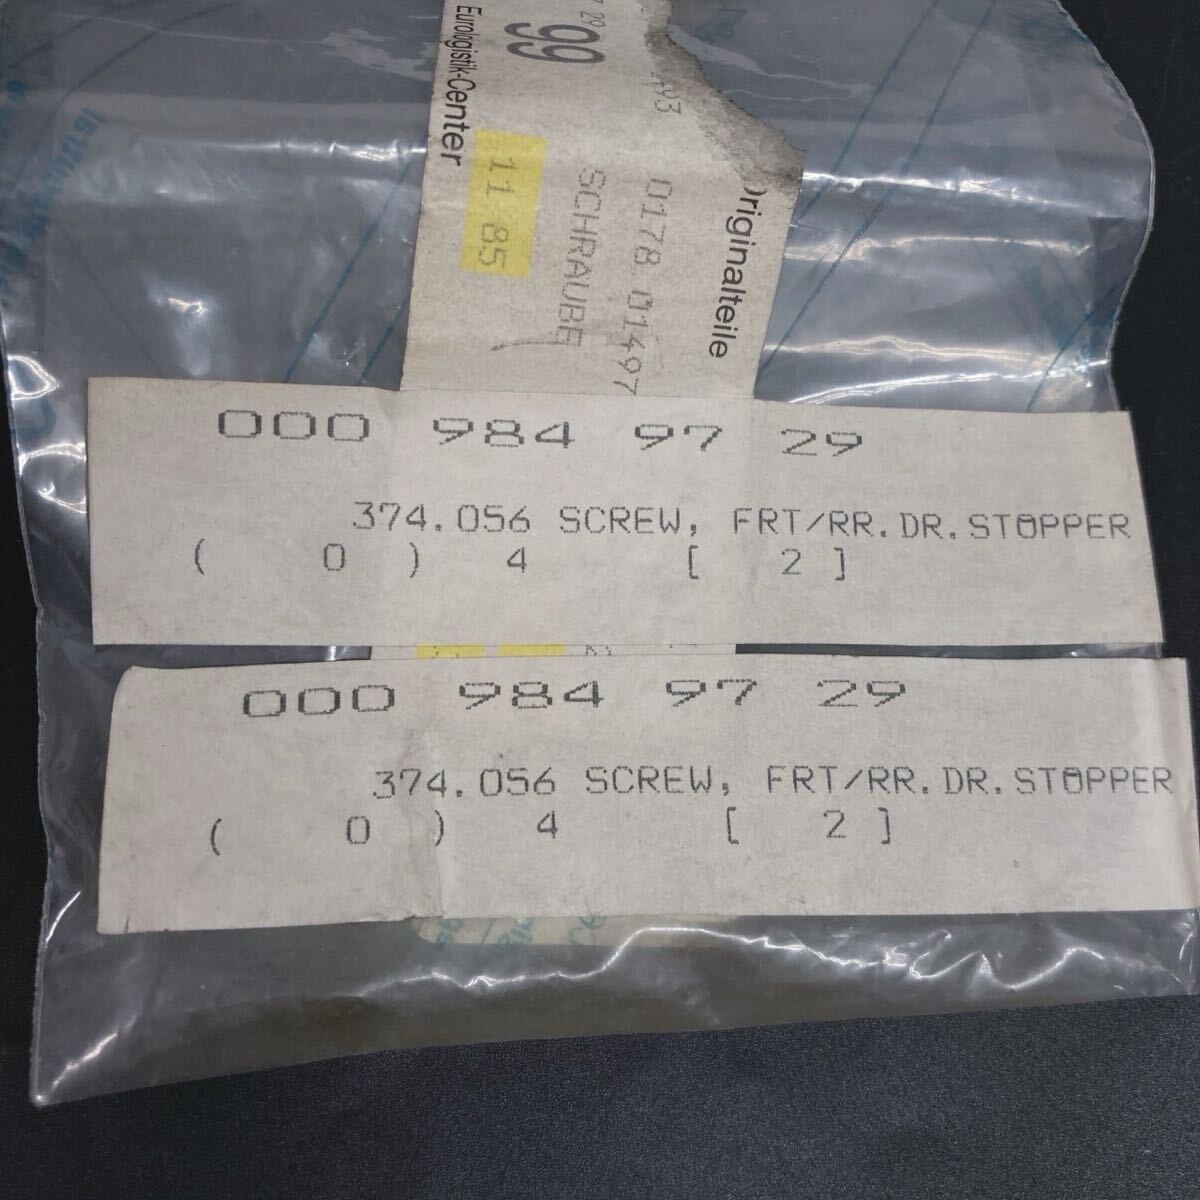 29
99
Eurologistik-Center
11 85
SCHRAUBE
0178 01497
Originalteile
000 984 97 29
374.056 SCREW, FRT/RR.DR.STOPPER
( 0 ) 4 [ 2 ]
000 984 97 29
374.056 SCREW, FRT/RR.DR.STOPPER
( 0 ) 4 [ 2 ]